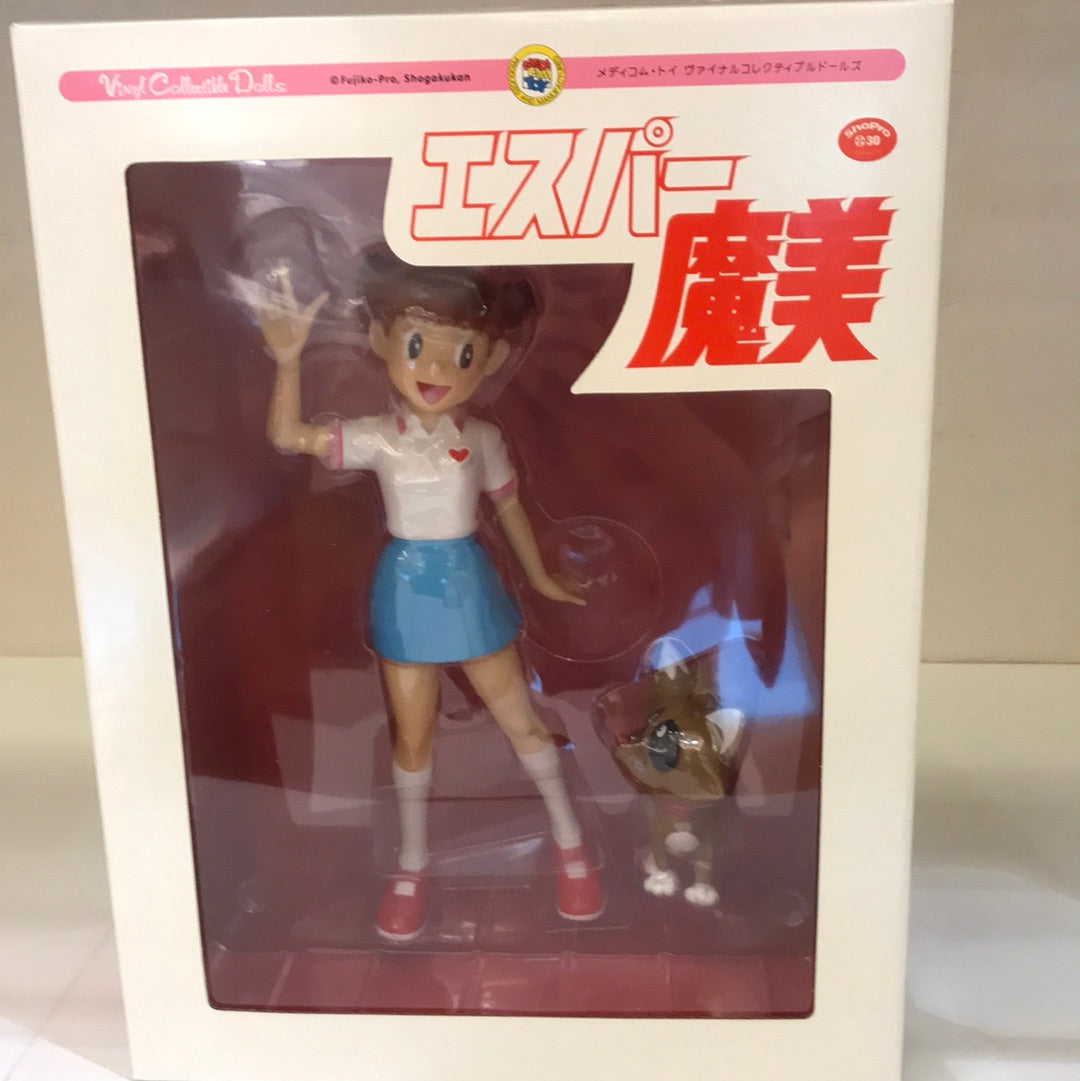 Vinyl Collectible Dolls
©Fujiko-Pro, Shogakukan
メディコム・トイ ヴァイナルコレクティブルドールズ
ShoPro
30
エスパー
魔美